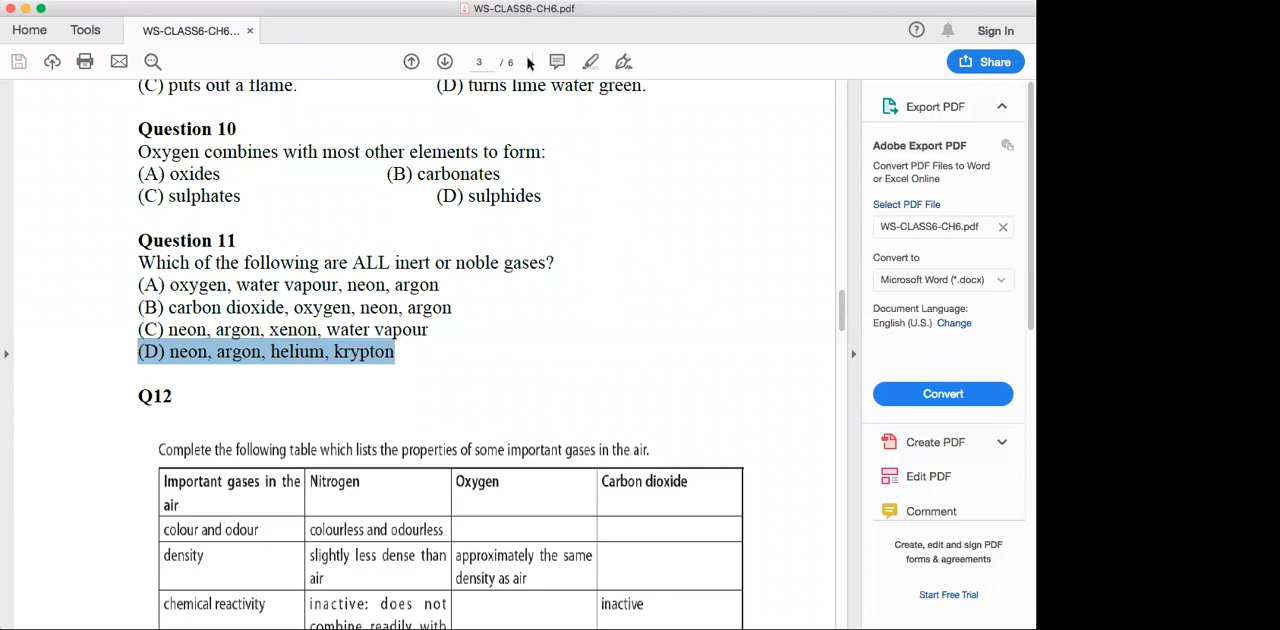 WS-CLASS6-CH6.pdf
Home
Tools
WS-CLASS6-CH6... ×
Sign In
3 / 6
Share
(C) puts out a flame. (D) turns lime water green.
Question 10
Oxygen combines with most other elements to form:
(A) oxides (B) carbonates
(C) sulphates (D) sulphides
Question 11
Which of the following are ALL inert or noble gases?
(A) oxygen, water vapour, neon, argon
(B) carbon dioxide, oxygen, neon, argon
(C) neon, argon, xenon, water vapour
(D) neon, argon, helium, krypton
Q12
Complete the following table which lists the properties of some important gases in the air.
Important gases in the air
Nitrogen
Oxygen
Carbon dioxide
colour and odour
colourless and odourless
density
slightly less dense than air
approximately the same density as air
chemical reactivity
inactive: does not combine readily with
inactive
Export PDF
Adobe Export PDF
Convert PDF Files to Word
or Excel Online
Select PDF File
WS-CLASS6-CH6.pdf
Convert to
Microsoft Word (*.docx)
Document Language:
English (U.S.) Change
Convert
Create PDF
Edit PDF
Comment
Create, edit and sign PDF
forms & agreements
Start Free Trial